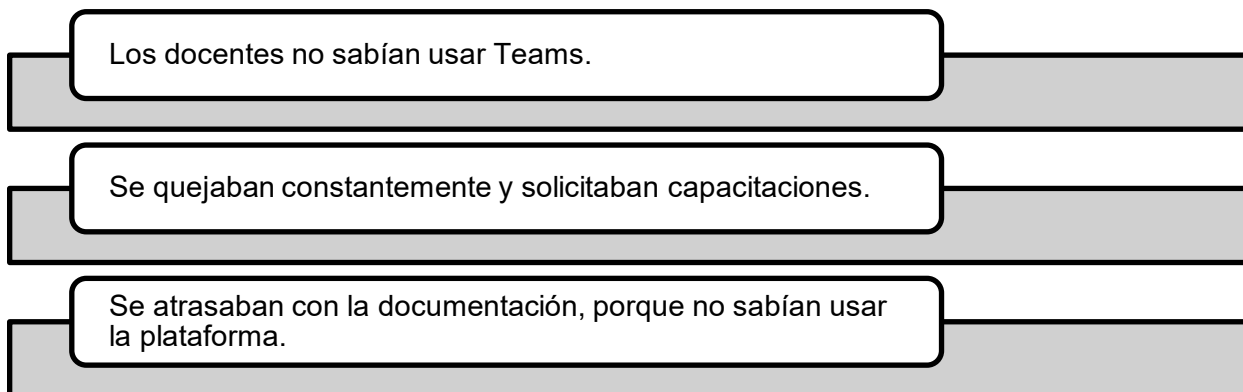 Los docentes no sabían usar Teams.
Se quejaban constantemente y solicitaban capacitaciones.
Se atrasaban con la documentación, porque no sabían usar
la plataforma.